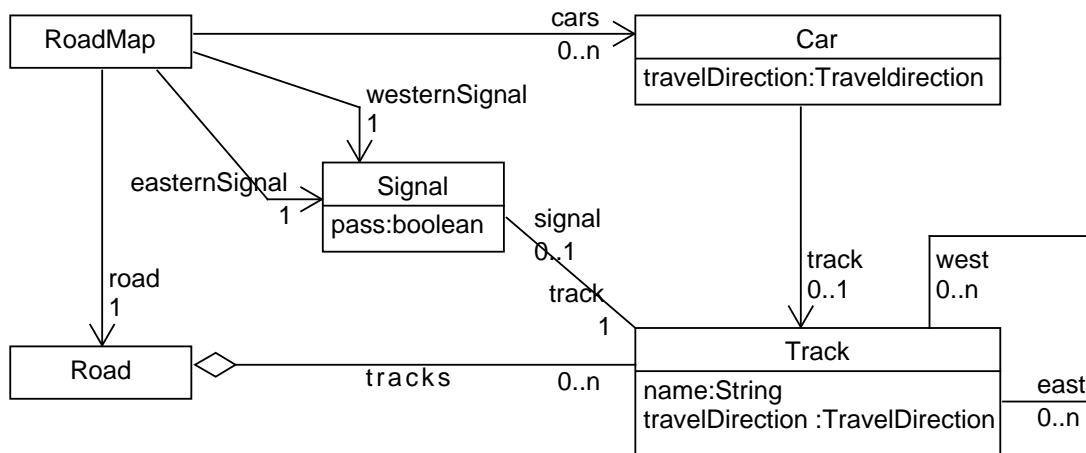 RoadMap
cars
0..n
Car
travelDirection:Traveldirection
westernSignal
1
easternSignal
1
Signal
pass:boolean
signal
0..1
track
0..1
west
0..n
road
1
track
1
Road
tracks
0..n
Track
name:String
travelDirection :TravelDirection
east
0..n